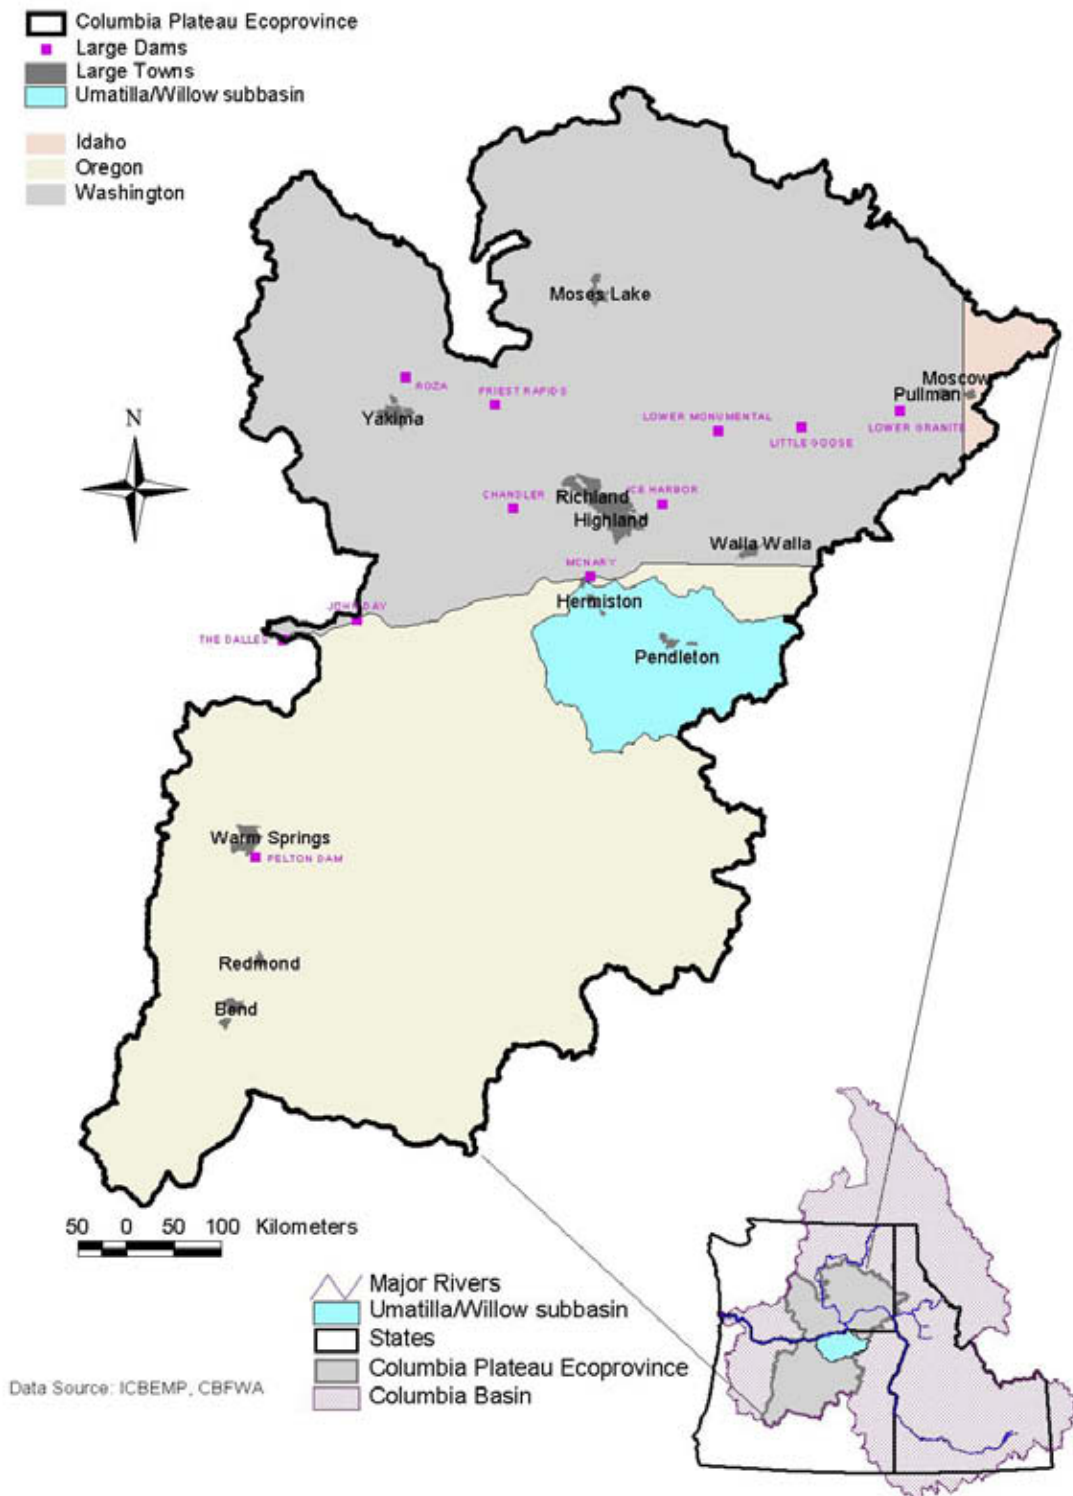 Columbia Plateau Ecoprovince
Large Dams
Large Towns
Umatilla/Willow subbasin
Idaho
Oregon
Washington
Moses Lake
ROZA
PRIEST RAPIDS
Moscow
Pullman
Yakima
LOWER MONUMENTAL
LITTLE GOOSE
LOWER GRANITE
N
CHANDLER
Richland
ICE HARBOR
Highland
Walla Walla
MCNARY
Hermiston
JOHN DAY
THE DALLES
Pendleton
Warm Springs
PELTON DAM
Redmond
Bend
50 0 50 100 Kilometers
Major Rivers
Umatilla/Willow subbasin
States
Columbia Plateau Ecoprovince
Columbia Basin
Data Source: ICBEMP, CBFWA